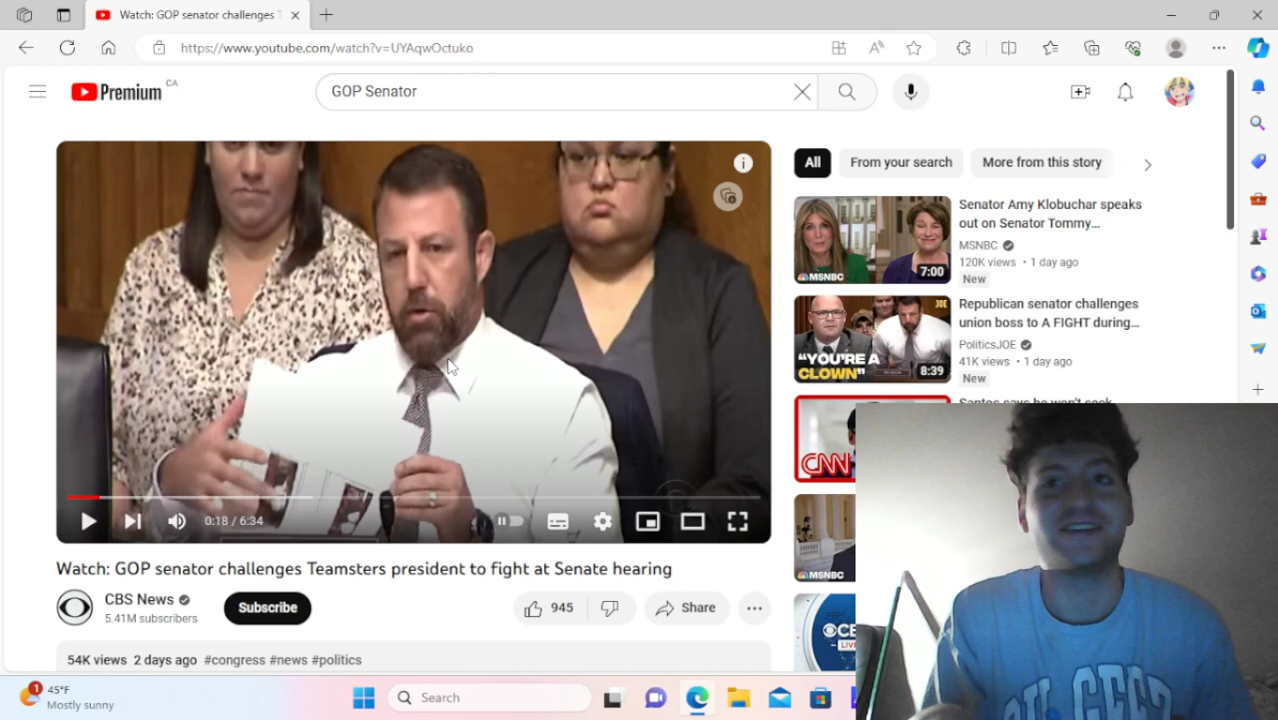 Watch: GOP senator challenges T
https://www.youtube.com/watch?v=UYAqwOctuko
Premium CA
GOP Senator
All
From your search
More from this story
Senator Amy Klobuchar speaks
out on Senator Tommy...
MSNBC
120K views • 1 day ago
New
MSNBC
7:00
Republican senator challenges
union boss to A FIGHT during...
PoliticsJOE
41K views • 1 day ago
New
JOE
"YOU'RE A
CLOWN"
8:39
CNN
MSNBC
LIV
0:18 / 6:34
Watch: GOP senator challenges Teamsters president to fight at Senate hearing
CBS News
5.41M subscribers
Subscribe
945
Share
54K views 2 days ago #congress #news #politics
1
45°F
Mostly sunny
Search